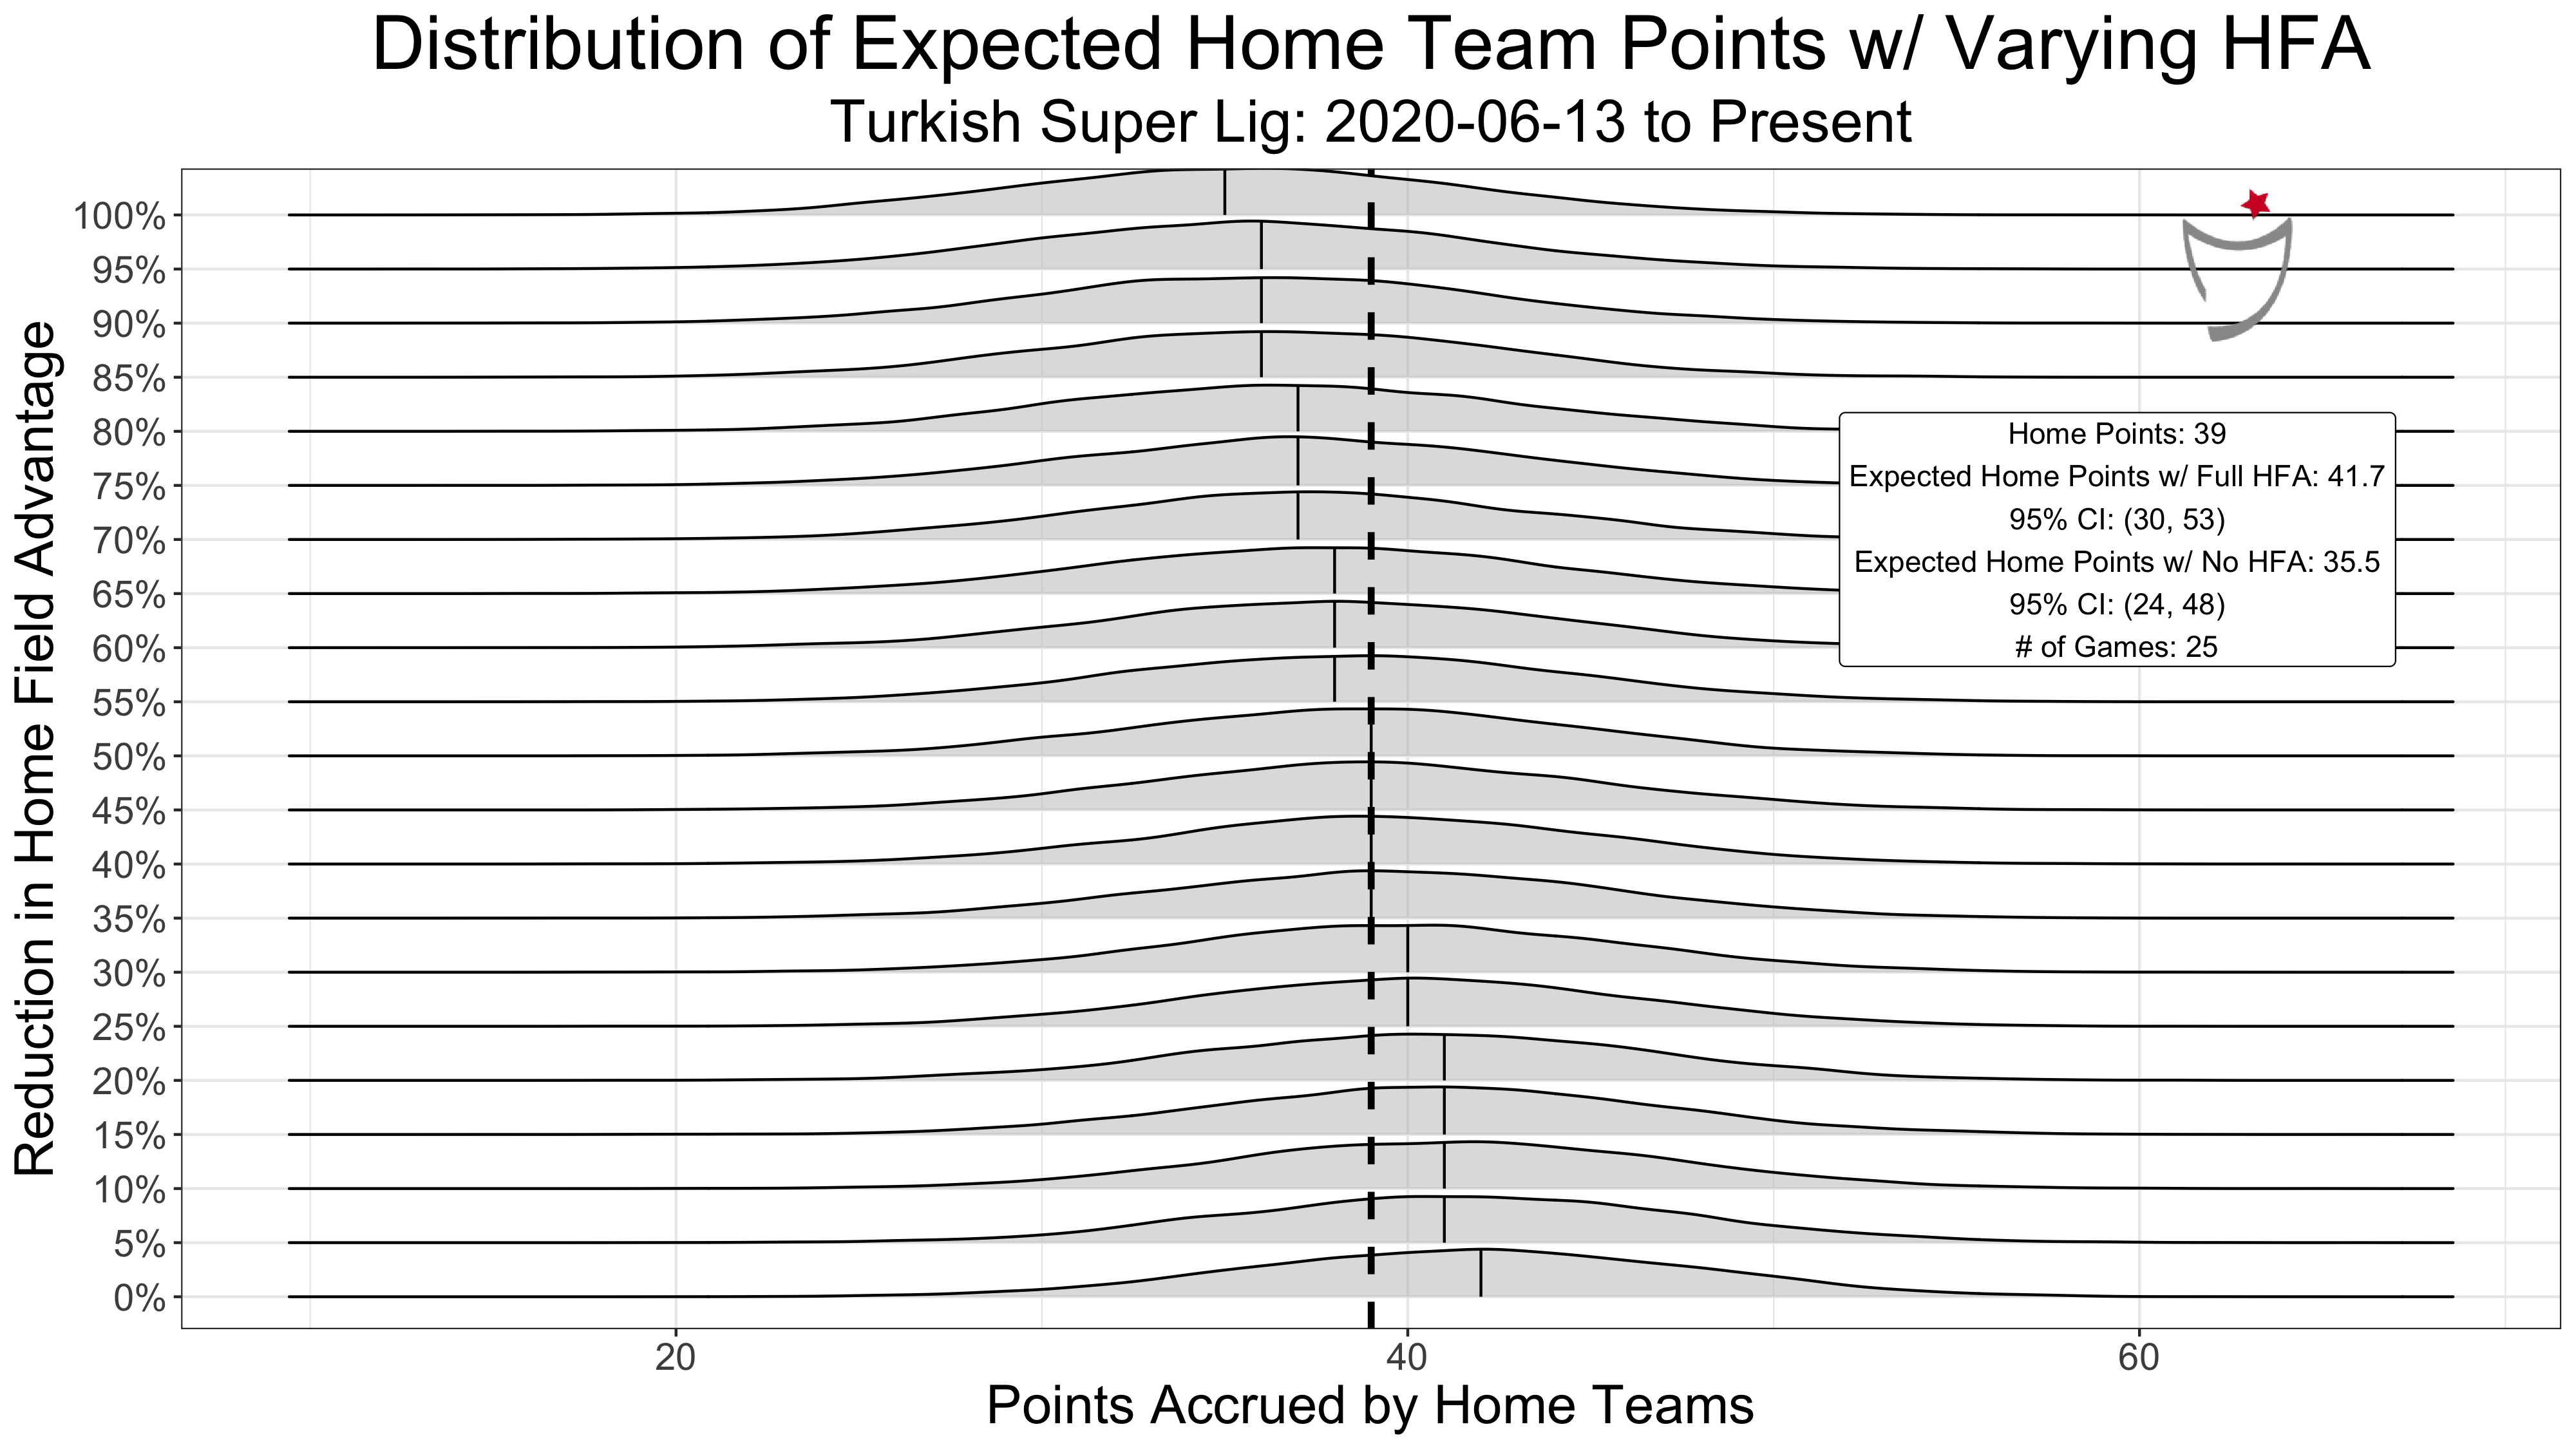 Distribution of Expected Home Team Points w/ Varying HFA
Turkish Super Lig: 2020-06-13 to Present
Reduction in Home Field Advantage
100%
95%
90%
85%
80%
75%
70%
65%
60%
55%
50%
45%
40%
35%
30%
25%
20%
15%
10%
5%
0%
Home Points: 39
Expected Home Points w/ Full HFA: 41.7
95% CI: (30, 53)
Expected Home Points w/ No HFA: 35.5
95% CI: (24, 48)
# of Games: 25
20
40
60
Points Accrued by Home Teams